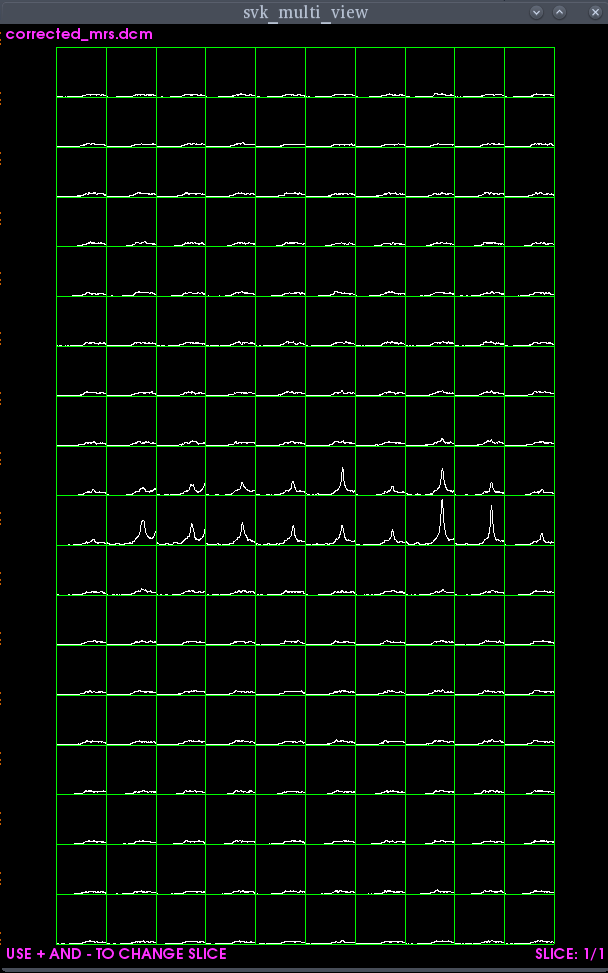 svk_multi_view
corrected_mrs.dcm
USE + AND - TO CHANGE SLICE
SLICE: 1/1